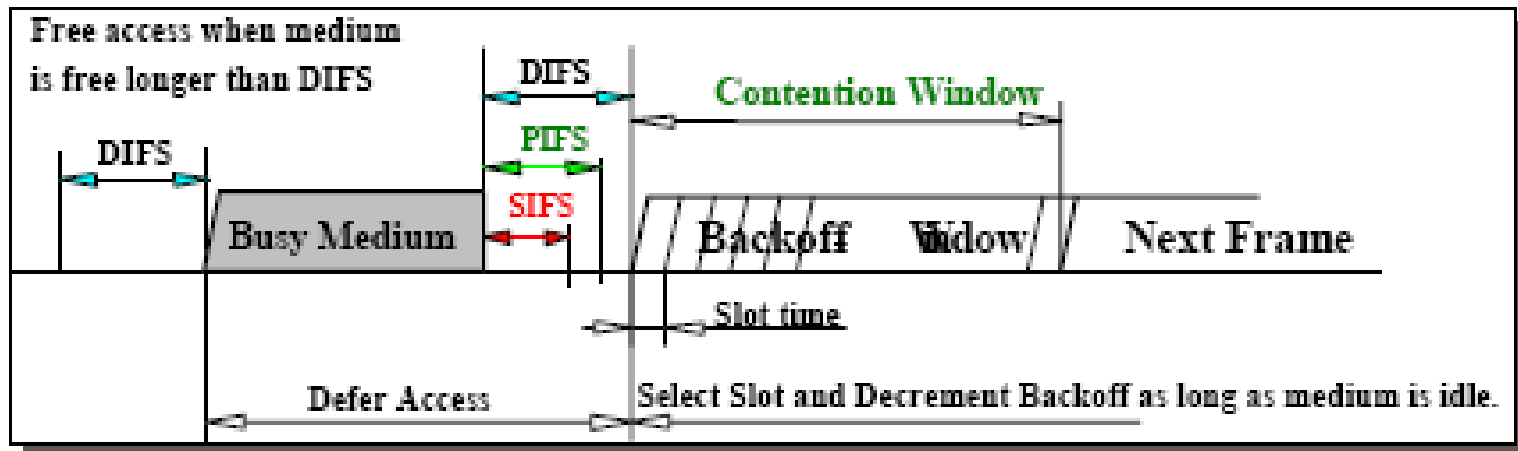 Free access when medium
is free longer than DIFS
DIFS
Contention Window
PIFS
DIFS
SIFS
Busy Medium
Backoff-
Next Frame
Slot time
Defer Access
Select Slot and Decrement Backoff as long as medium is idle.